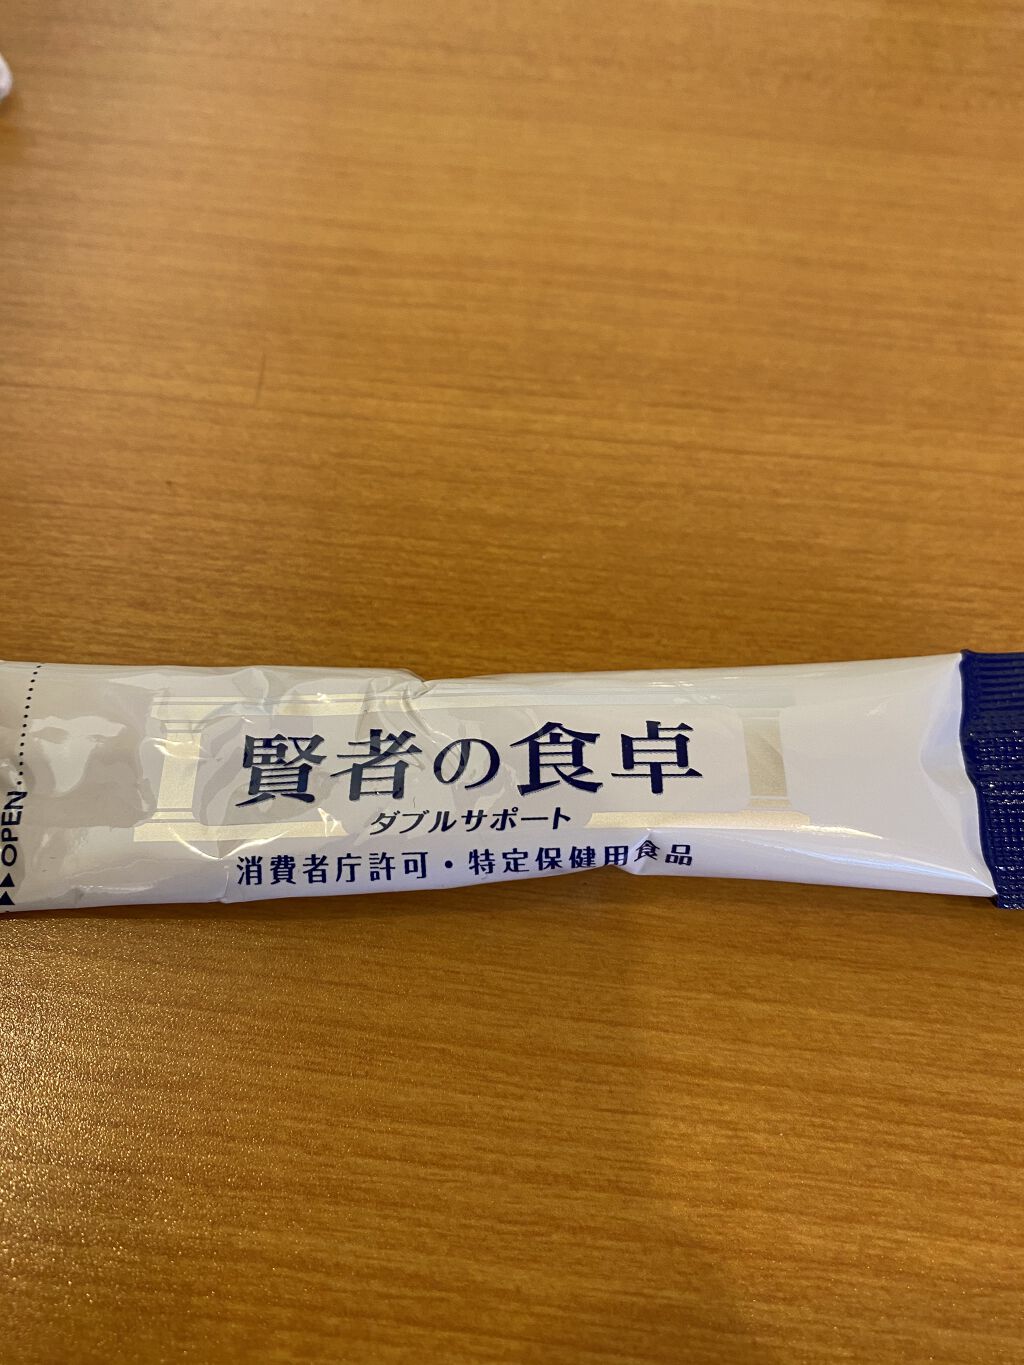 賢者の食卓
ダブルサポート
消費者庁許可・特定保健用食品
▶▶OPEN